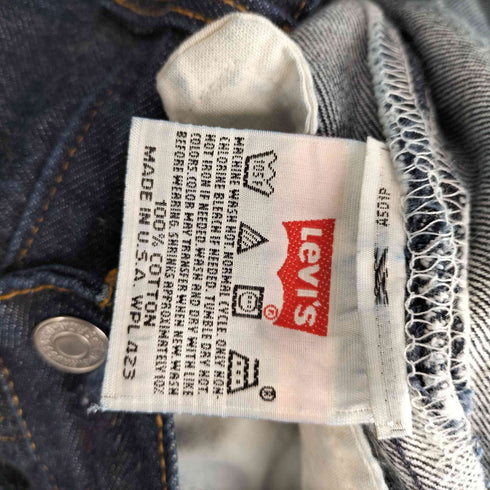 A501P
LEVI'S
®
105°
®
MACHINE WASH HOT. NORMAL CYCLE. ONLY NON-
CHLORINE BLEACH IF NEEDED. TUMBLE DRY HOT.
HOT IRON IF NEEDED. WASH AND DRY WITH LIKE
COLORS. COLOR MAY TRANSFER WHEN NEW. WASH
BEFORE WEARING. SHRINKS APPROXIMATELY 10%
100% COTTON
MADE IN U.S.A. WPL 423